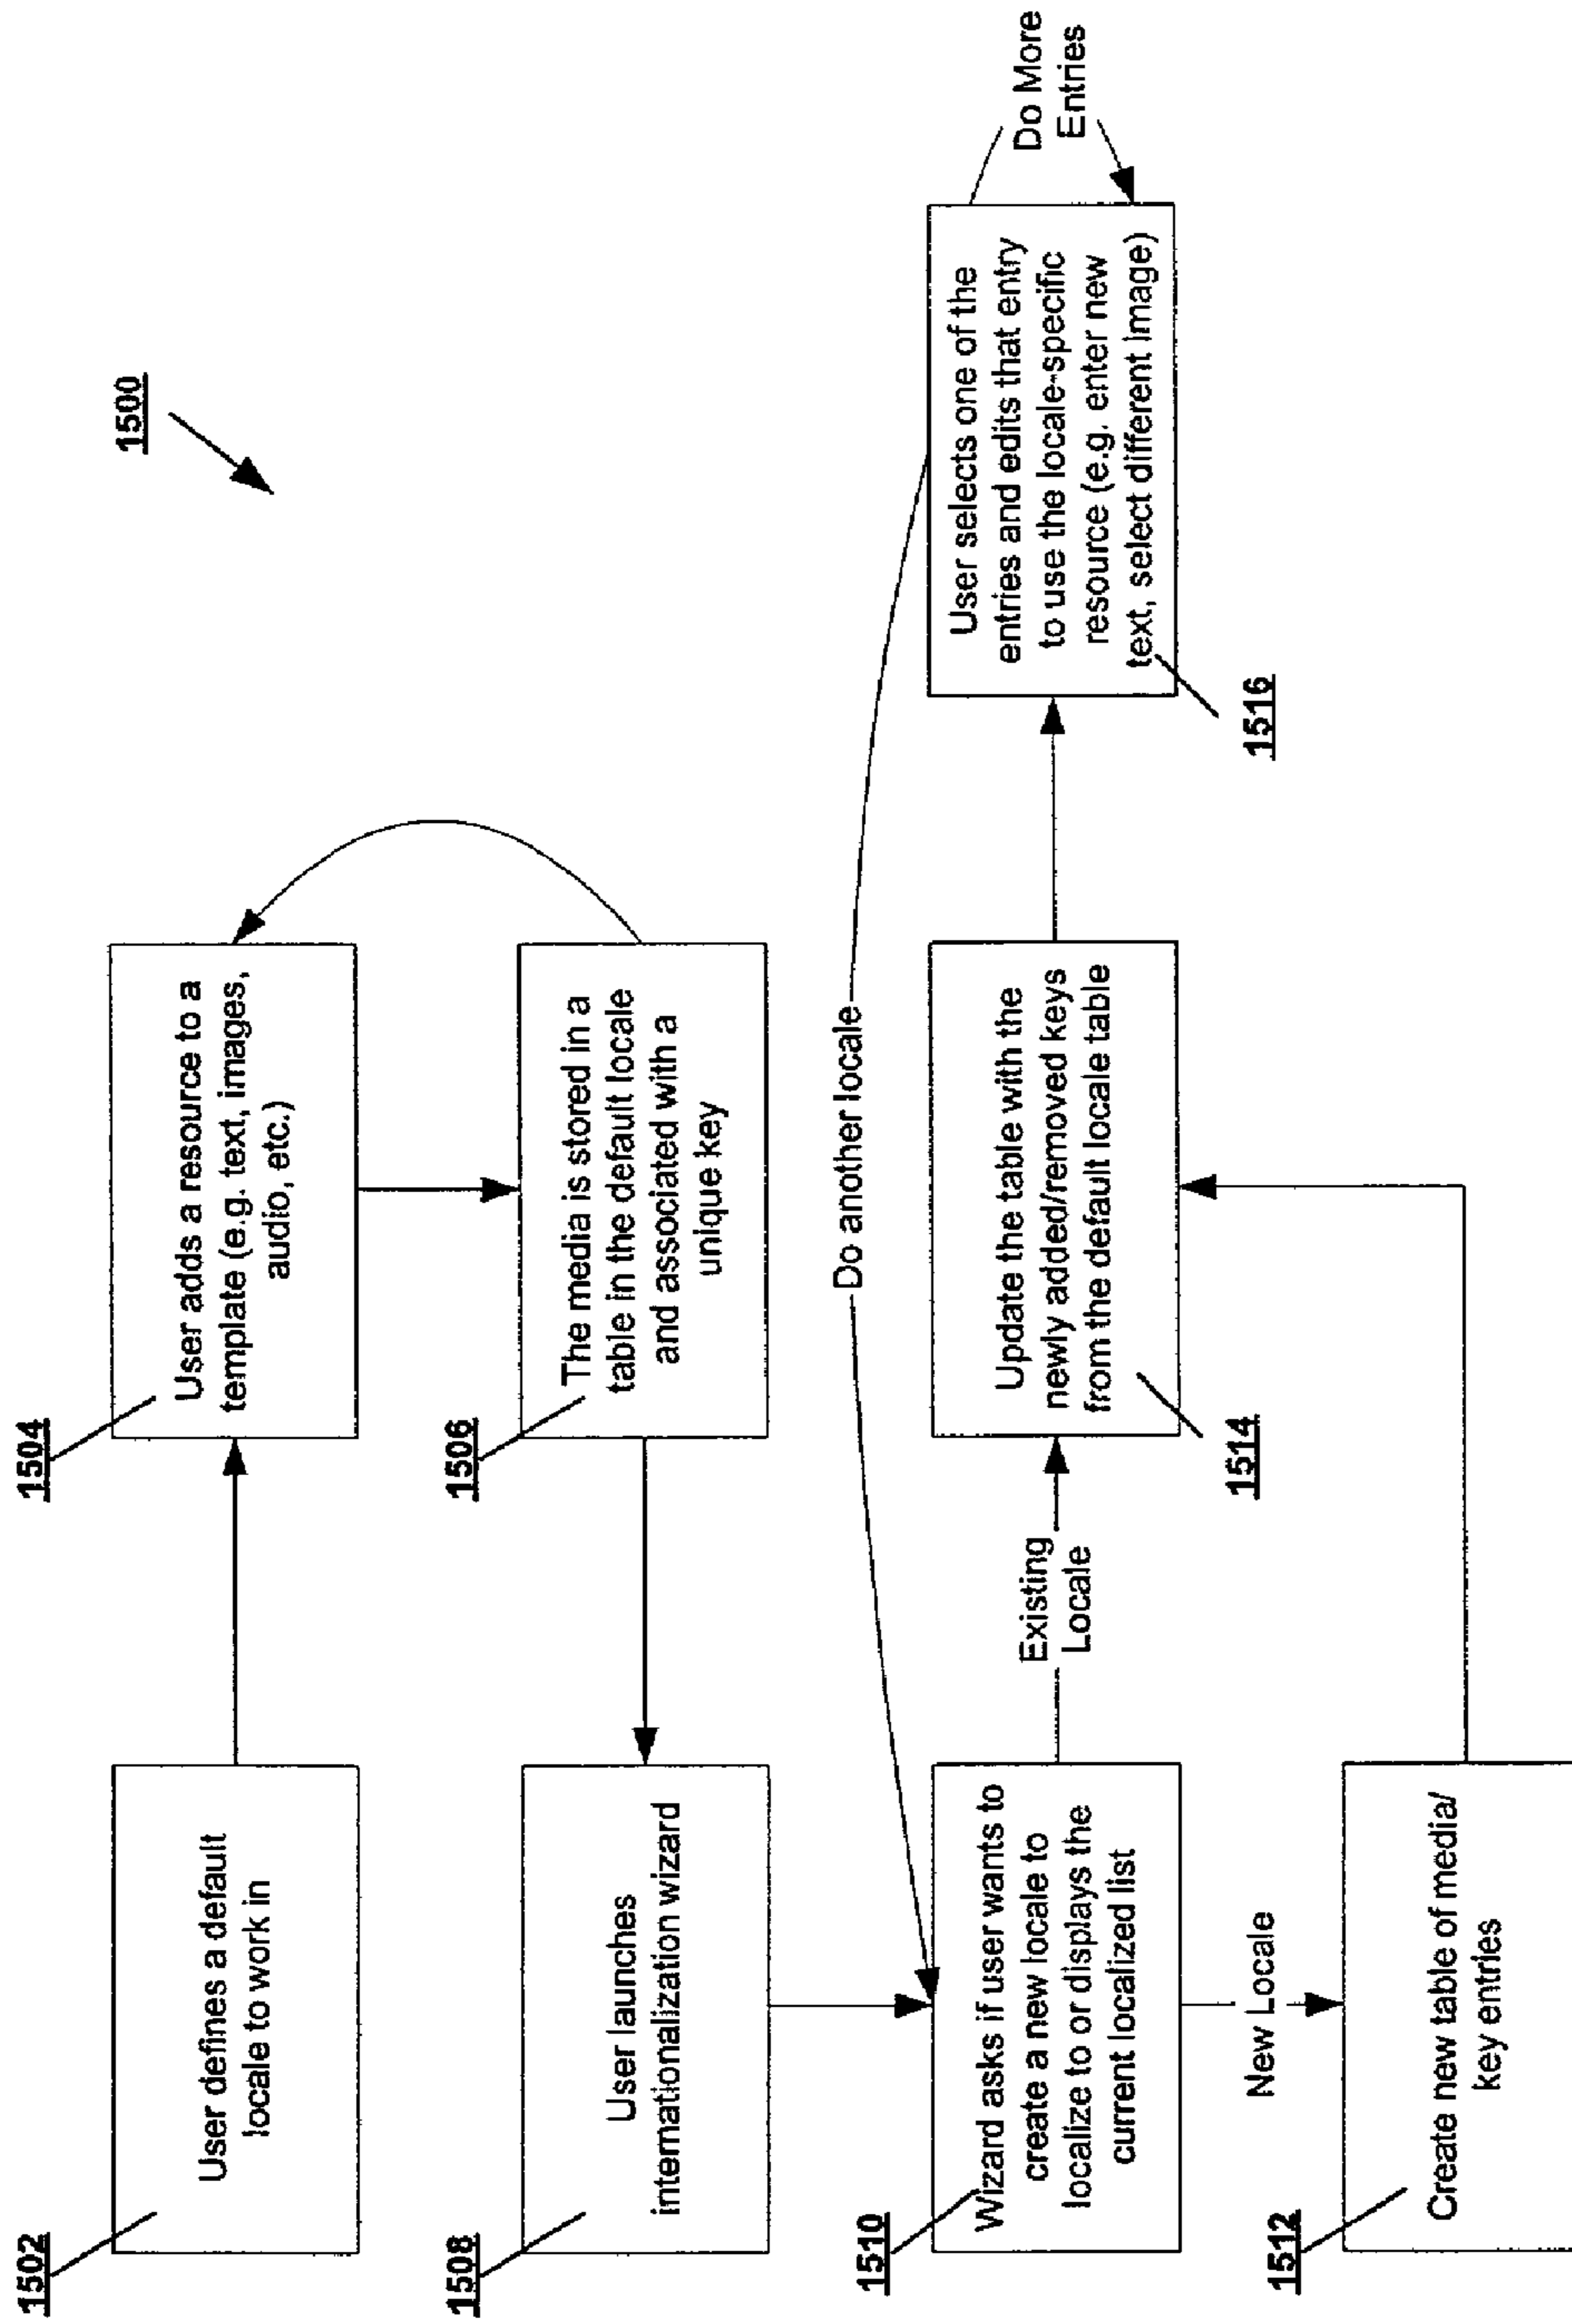 1500
1502
User defines a default
locale to work in
1504
User adds a resource to a
template (e.g. text, images,
audio, etc.)
1506
The media is stored in a
table in the default locale
and associated with a
unique key
1508
User launches
internationalization wizard
1510
Wizard asks if user wants to
create a new locale to
localize to or displays the
current localized list
Existing
Locale
New Locale
1512
Create new table of media/
key entries
1514
Update the table with the
newly added/removed keys
from the default locale table
Do another locale
1516
User selects one of the
entries and edits that entry
to use the locale-specific
resource (e.g. enter new
text, select different image)
Do More
Entries